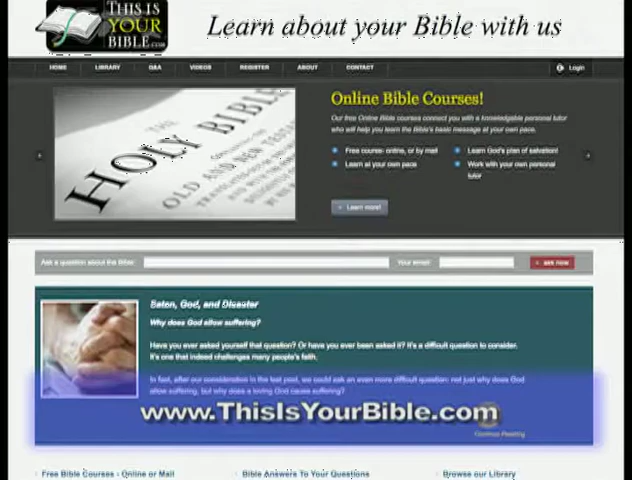 THIS IS
YOUR
BIBLE.COM
Learn about your Bible with us
HOME LIBRARY Q&A VIDEOS REGISTER ABOUT CONTACT Login
HOLY BIBLE
OLD AND NEW
Online Bible Courses!
Our free Online Bible courses connect you with a knowledgable personal tutor
who will help you learn the Bible's basic message at your own pace.
Free course- online, or by mail
Learn God's plan of salvation!
Learn at your own pace
Work with your own personal
tutor
Learn more!
Ask a question about the Bible: Your email: ask now
Satan, God, and Disaster
Why does God allow suffering?
Have you ever asked yourself that question? Or have you ever been asked it? It's a difficult question to consider.
It's one that indeed challenges many people's faith.
In fact, after our consideration in the last post, we could ask an even more difficult question: not just why does God
allow suffering, but why does a loving God cause suffering?
www.ThisIsYourBible.com
Continue Reading
Free Bible Courses - Online or Mail
Bible Answers To Your Questions
Browse our Library